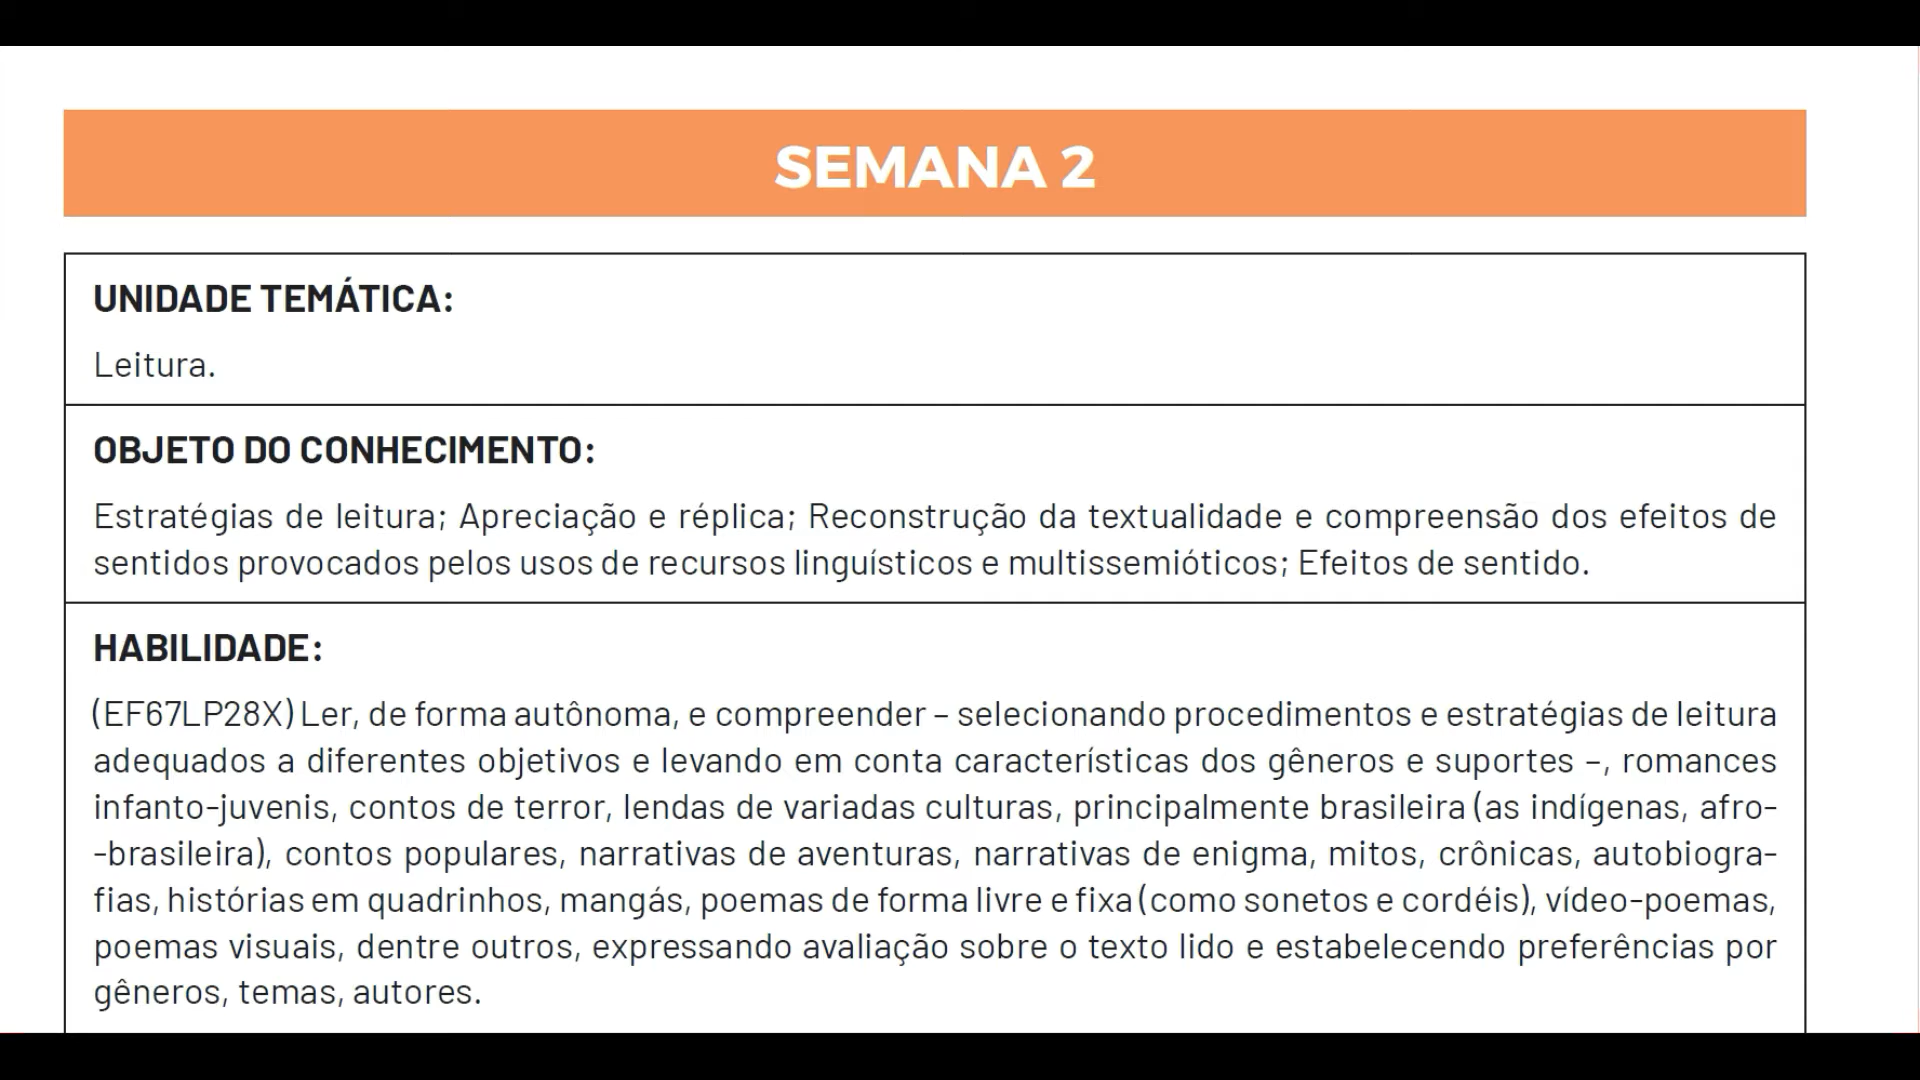 SEMANA 2
UNIDADE TEMÁTICA:
Leitura.
OBJETO DO CONHECIMENTO:
Estratégias de leitura; Apreciação e réplica; Reconstrução da textualidade e compreensão dos efeitos de
sentidos provocados pelos usos de recursos linguísticos e multissemióticos; Efeitos de sentido.
HABILIDADE:
(EF67LP28X) Ler, de forma autônoma, e compreender – selecionando procedimentos e estratégias de leitura
adequados a diferentes objetivos e levando em conta características dos gêneros e suportes –, romances
infanto-juvenis, contos de terror, lendas de variadas culturas, principalmente brasileira (as indígenas, afro-
-brasileira), contos populares, narrativas de aventuras, narrativas de enigma, mitos, crônicas, autobiogra-
fias, histórias em quadrinhos, mangás, poemas de forma livre e fixa (como sonetos e cordéis), vídeo-poemas,
poemas visuais, dentre outros, expressando avaliação sobre o texto lido e estabelecendo preferências por
gêneros, temas, autores.